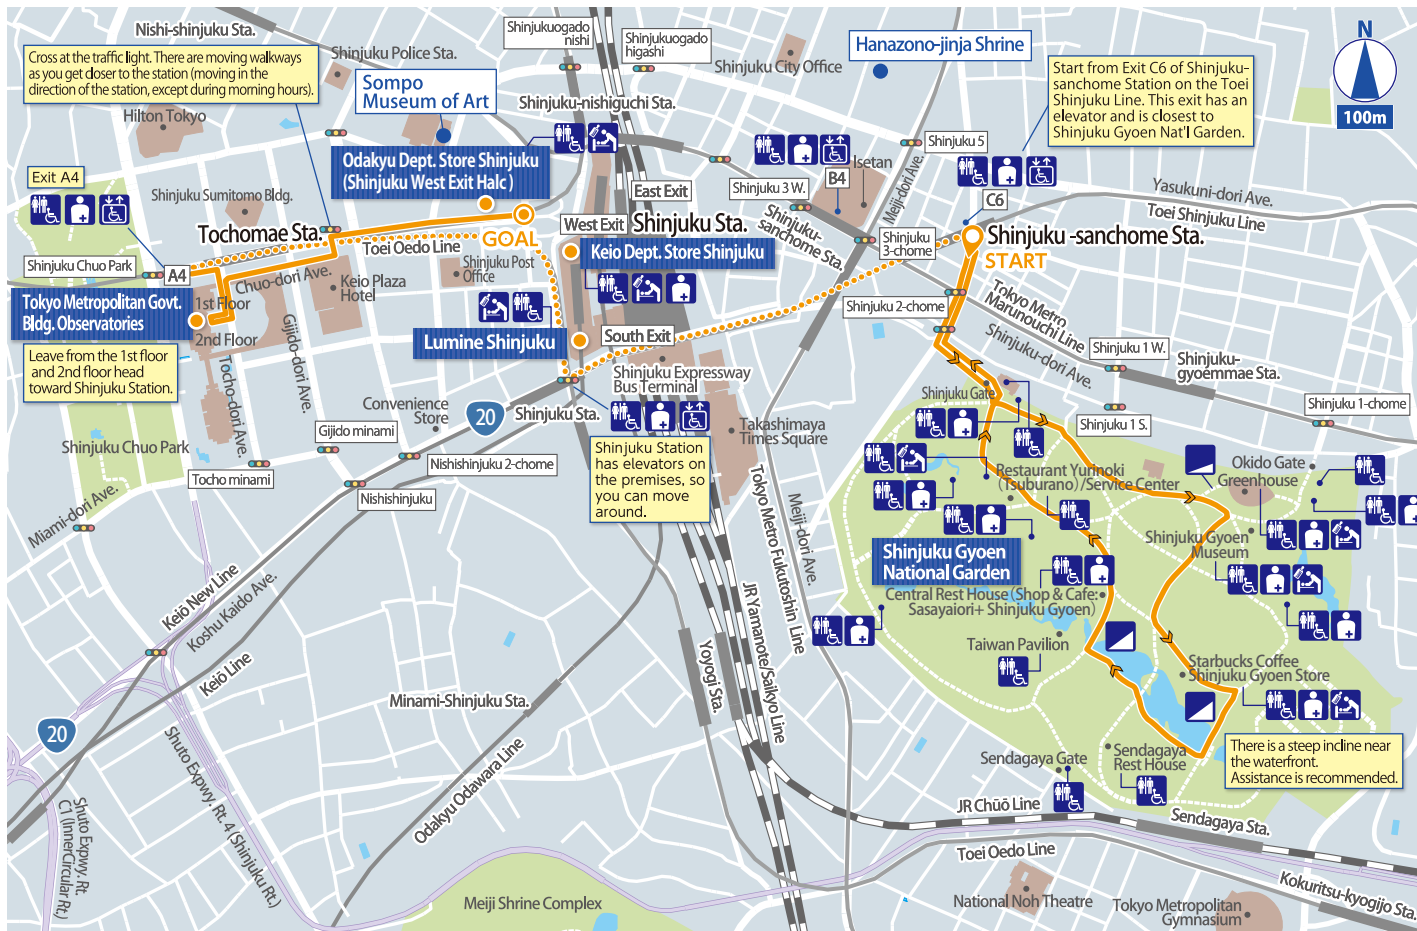 Nishi-shinjuku Sta.
Shinjukuogado
nishi
Shinjukuogado
higashi
Hanazono-jinja Shrine
N
100m
Cross at the traffic light. There are moving walkways
as you get closer to the station (moving in the
direction of the station, except during morning hours).
Shinjuku Police Sta.
Shinjuku City Office
Start from Exit C6 of Shinjuku-
sanchome Station on the Toei
Shinjuku Line. This exit has an
elevator and is closest to
Shinjuku Gyoen Nat'l Garden.
Sompo
Museum of Art
Hilton Tokyo
Shinjuku-nishiguchi Sta.
Shinjuku 5
Meiji-dori Ave.
Odakyu Dept. Store Shinjuku
(Shinjuku West Exit Halc )
Isetan
B4
Exit A4
Shinjuku Sumitomo Bldg.
East Exit
Shinjuku 3 W.
C6
Yasukuni-dori Ave.
Toei Shinjuku Line
West Exit
Shinjuku Sta.
Shinjuku-
sanchome Sta.
Tochomae Sta.
Toei Oedo Line
GOAL
Shinjuku
3-chome
Shinjuku -sanchome Sta.
START
Keio Dept. Store Shinjuku
Shinjuku Chuo Park
A4
Chuo-dori Ave.
Keio Plaza
Hotel
Shinjuku Post
Office
Tokyo Metro
Marunouchi Line
Tokyo Metropolitan Govt.
Bldg. Observatories
1st Floor
2nd Floor
Gijido-dori Ave.
Shinjuku 2-chome
Shinjuku-dori Ave.
Lumine Shinjuku
South Exit
Shinjuku 1 W.
Shinjuku-
gyoemmae Sta.
Leave from the 1st floor
and 2nd floor head
toward Shinjuku Station.
Tocho-dori Ave.
Shinjuku Expressway
Bus Terminal
Shinjuku Gate
Convenience
Store
20
Shinjuku Sta.
Shinjuku 1 S.
Shinjuku 1-chome
Takashimaya
Times Square
Gijido minami
Shinjuku Chuo Park
Tocho minami
Nishishinjuku 2-chome
Nishishinjuku
Shinjuku Station
has elevators on
the premises, so
you can move
around.
Restaurant Yurinoki
(Tsuburano) /Service Center
Okido Gate
Greenhouse
Miami-dori Ave.
Tokyo Metro Fukutoshin Line
Meiji-dori Ave.
Shinjuku Gyoen
Museum
Shinjuku Gyoen
National Garden
Central Rest House (Shop & Cafe:
Sasayaiori+ Shinjuku Gyoen)
Keiō New Line
Koshu Kaido Ave.
Keiō Line
JR Yamanote/Saikyo Line
Yoyogi Sta.
Taiwan Pavilion
Starbucks Coffee
Shinjuku Gyoen Store
Minami-Shinjuku Sta.
20
Shuto Expwy. Rt. 4 (Shinjuku Rt.)
Odakyu Odawara Line
Sendagaya Gate
Sendagaya
Rest House
There is a steep incline near
the waterfront.
Assistance is recommended.
Shuto Expwy. Rt.
C1 (InnerCircular Rt.)
JR Chūō Line
Sendagaya Sta.
Toei Oedo Line
Kokuritsu-kyogijo Sta.
Meiji Shrine Complex
National Noh Theatre
Tokyo Metropolitan
Gymnasium